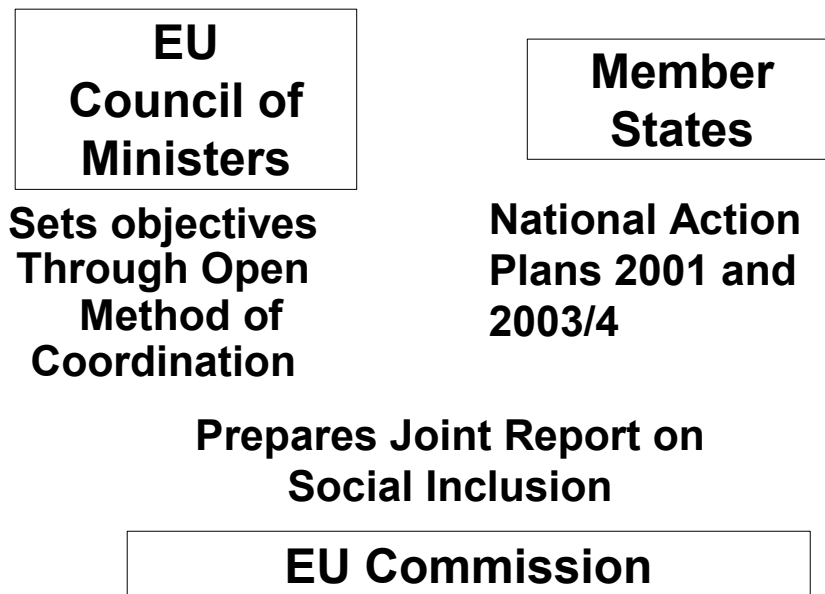 EU
Council of
Ministers
Member
States
Sets objectives
Through Open
Method of
Coordination
National Action
Plans 2001 and
2003/4
Prepares Joint Report on
Social Inclusion
EU Commission